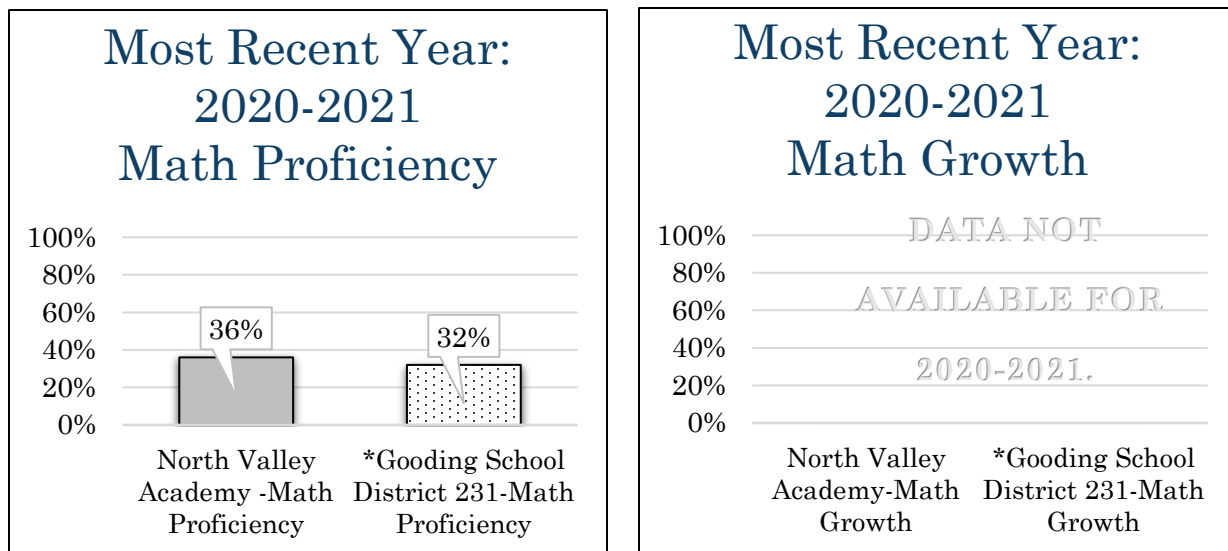 Most Recent Year:
2020-2021
Math Proficiency
100%
80%
60%
40%
20%
0%
36%
32%
North Valley
Academy -Math
Proficiency
*Gooding School
District 231-Math
Proficiency
Most Recent Year:
2020-2021
Math Growth
100%
80%
60%
40%
20%
0%
DATA NOT
AVAILABLE FOR
2020-2021.
North Valley
Academy-Math
Growth
*Gooding School
District 231-Math
Growth